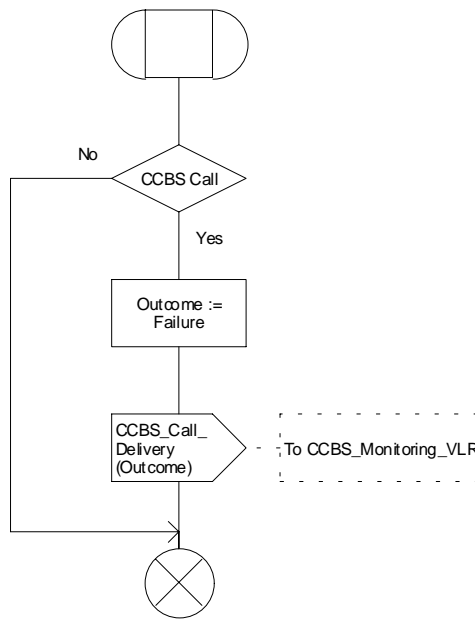 No
CCBS Call
Yes
Outcome :=
Failure
CCBS_Call_
Delivery
(Outcome)
To CCBS_Monitoring_VLR